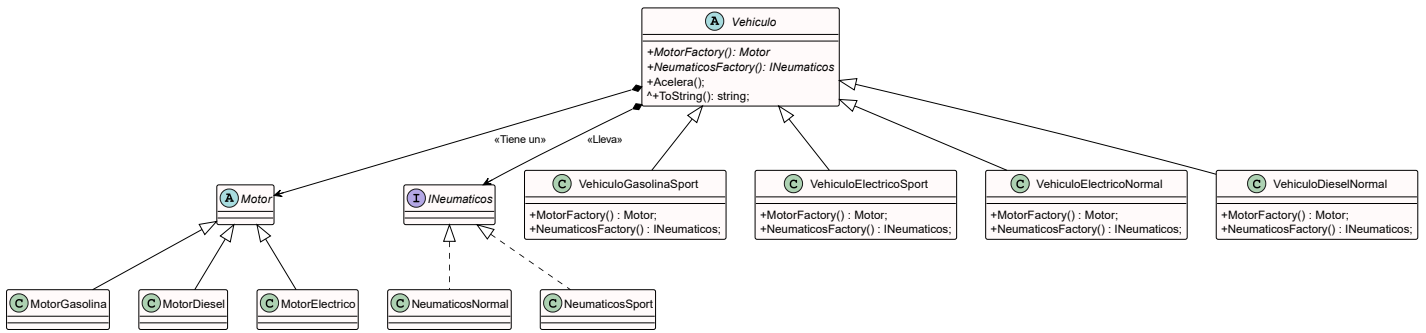 A Vehiculo
+MotorFactory(): Motor
+NeumaticosFactory(): INeumaticos
+Acelera();
^+ToString(): string;
«Tiene un»
«Lleva»
A Motor
I INeumaticos
C VehiculoGasolinaSport
+MotorFactory() : Motor;
+NeumaticosFactory() : INeumaticos;
C VehiculoElectricoSport
+MotorFactory() : Motor;
+NeumaticosFactory() : INeumaticos;
C VehiculoElectricoNormal
+MotorFactory() : Motor;
+NeumaticosFactory() : INeumaticos;
C VehiculoDieselNormal
+MotorFactory() : Motor;
+NeumaticosFactory() : INeumaticos;
C MotorGasolina
C MotorDiesel
C MotorElectrico
C NeumaticosNormal
C NeumaticosSport